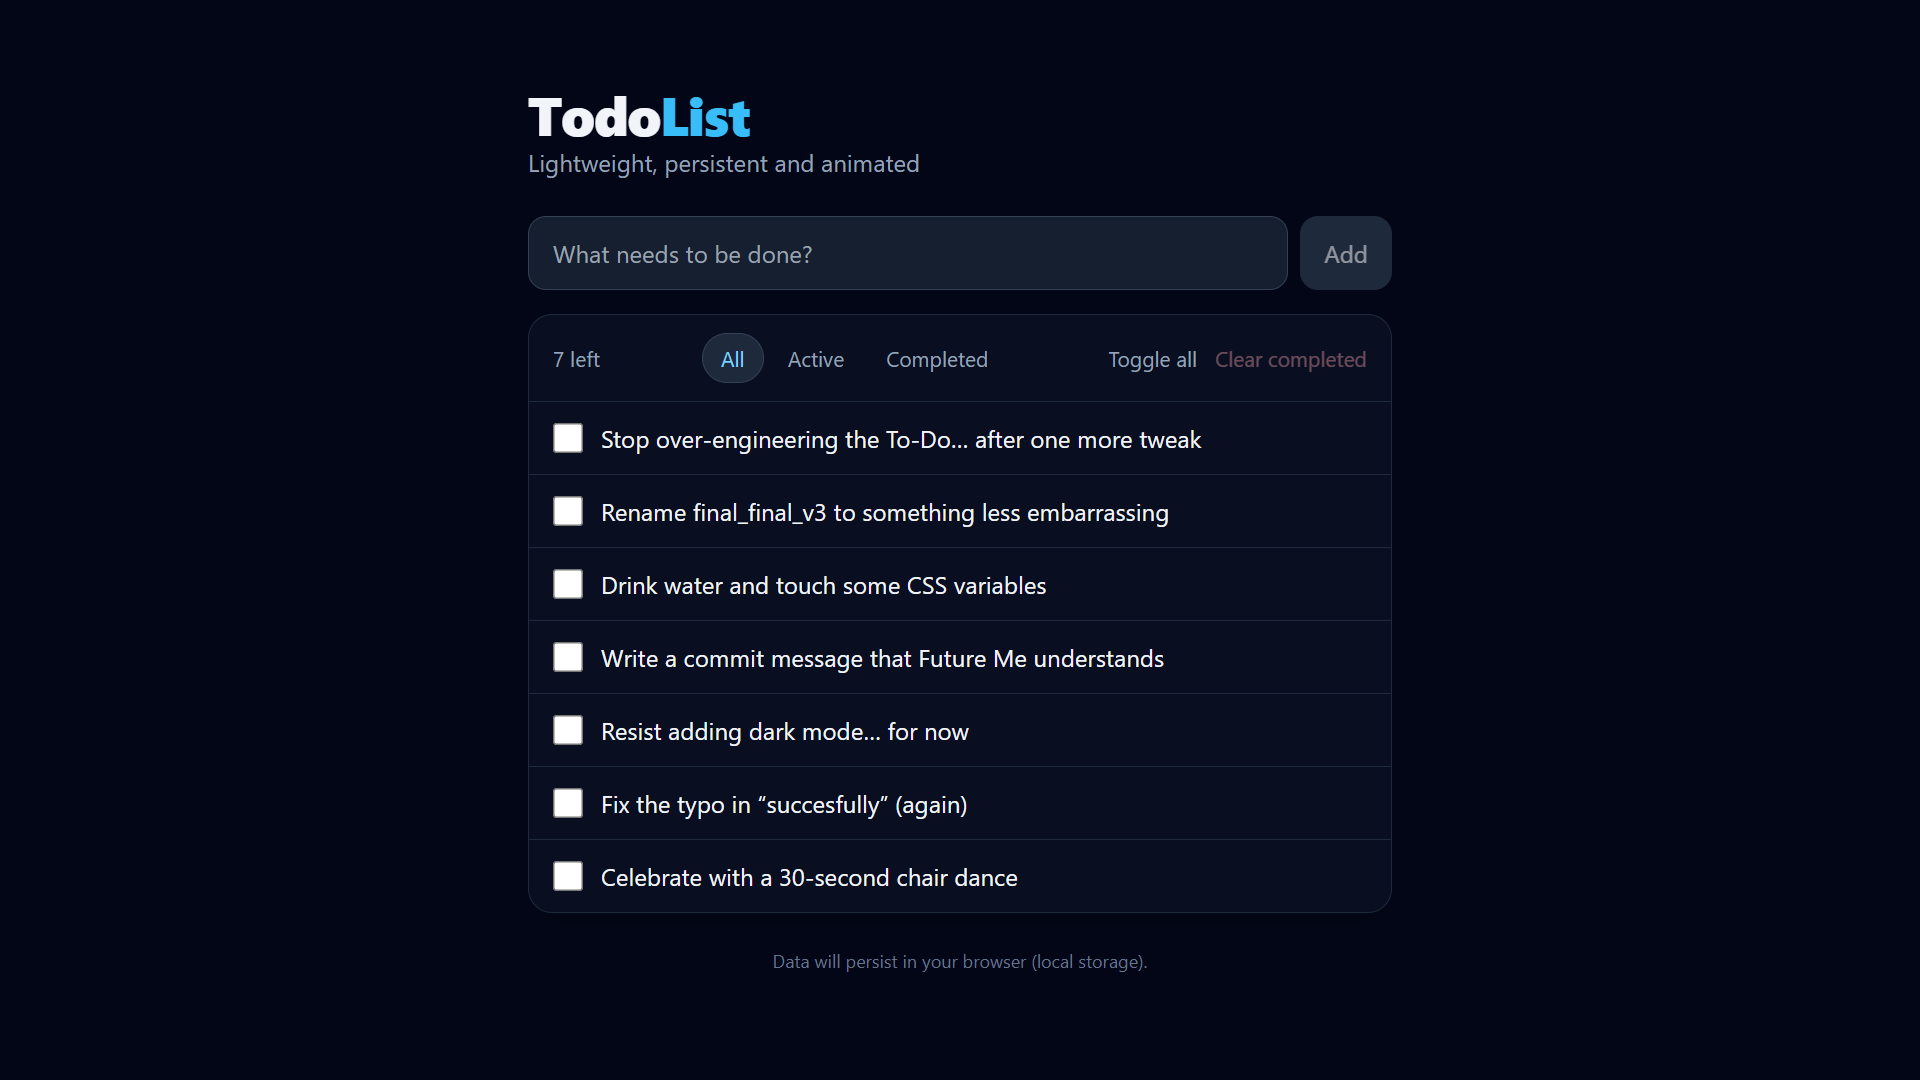 TodoList
Lightweight, persistent and animated
What needs to be done?
Add
7 left
All
Active
Completed
Toggle all
Clear completed
Stop over-engineering the To-Do… after one more tweak
Rename final_final_v3 to something less embarrassing
Drink water and touch some CSS variables
Write a commit message that Future Me understands
Resist adding dark mode… for now
Fix the typo in “succesfully” (again)
Celebrate with a 30-second chair dance
Data will persist in your browser (local storage).